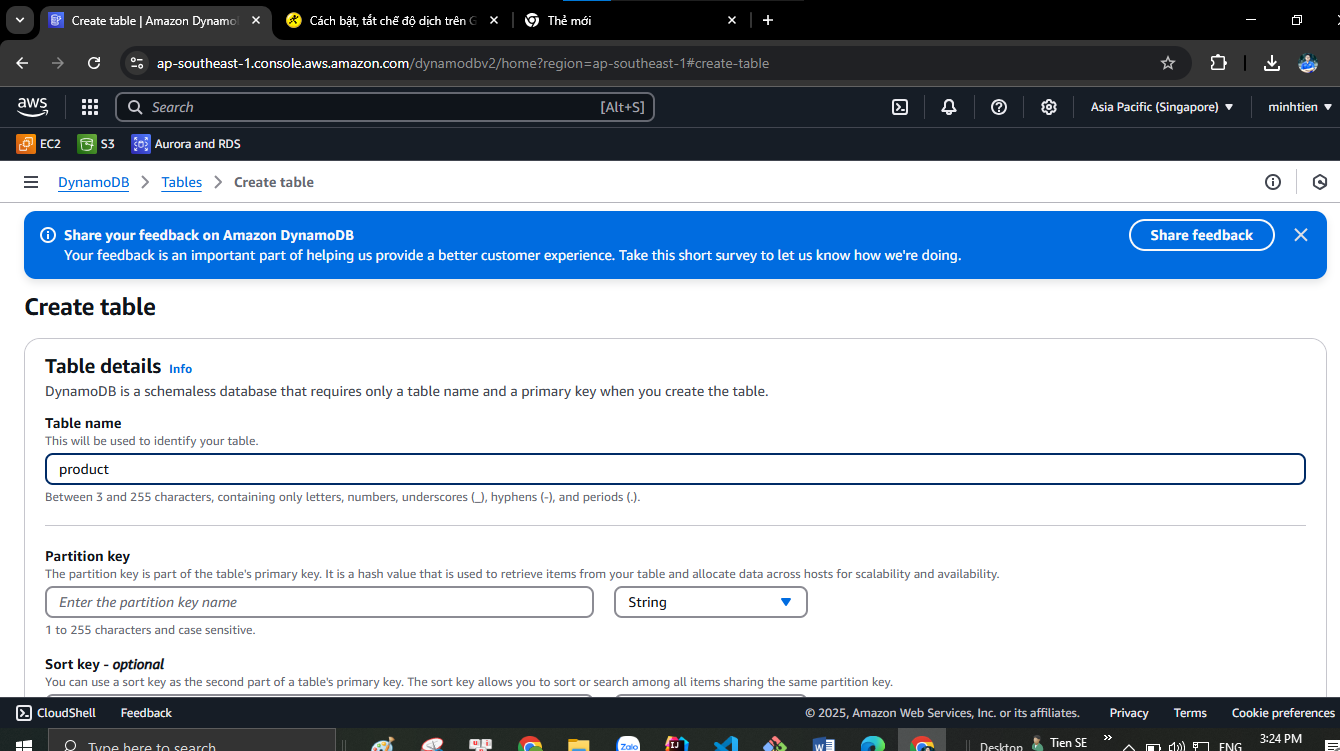 Create table | Amazon Dynamo
Cách bật, tắt chế độ dịch trên G
Thẻ mới
ap-southeast-1.console.aws.amazon.com/dynamodbv2/home?region=ap-southeast-1#create-table
aws
Search
[Alt+S]
Asia Pacific (Singapore)
minhtien
EC2
S3
Aurora and RDS
DynamoDB
Tables
Create table
Share your feedback on Amazon DynamoDB
Your feedback is an important part of helping us provide a better customer experience. Take this short survey to let us know how we're doing.
Share feedback
Create table
Table details Info
DynamoDB is a schemaless database that requires only a table name and a primary key when you create the table.
Table name
This will be used to identify your table.
product
Between 3 and 255 characters, containing only letters, numbers, underscores (_), hyphens (-), and periods (.).
Partition key
The partition key is part of the table's primary key. It is a hash value that is used to retrieve items from your table and allocate data across hosts for scalability and availability.
Enter the partition key name
String
1 to 255 characters and case sensitive.
Sort key - optional
You can use a sort key as the second part of a table's primary key. The sort key allows you to sort or search among all items sharing the same partition key.
CloudShell
Feedback
© 2025, Amazon Web Services, Inc. or its affiliates.
Privacy
Terms
Cookie preferences
Type here to search
Zalo
Desktop
Tien SE
ENG
3:24 PM